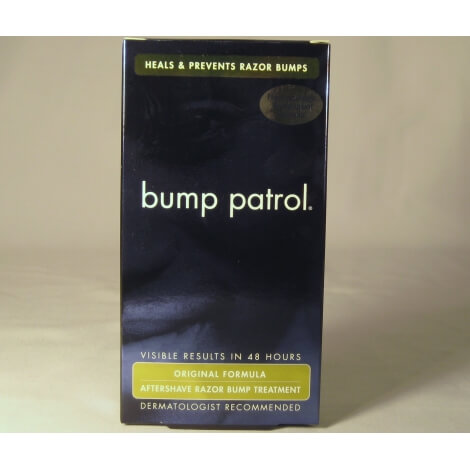 HEALS & PREVENTS RAZOR BUMPS
bump patrol®
VISIBLE RESULTS IN 48 HOURS
ORIGINAL FORMULA
AFTERSHAVE RAZOR BUMP TREATMENT
DERMATOLOGIST RECOMMENDED